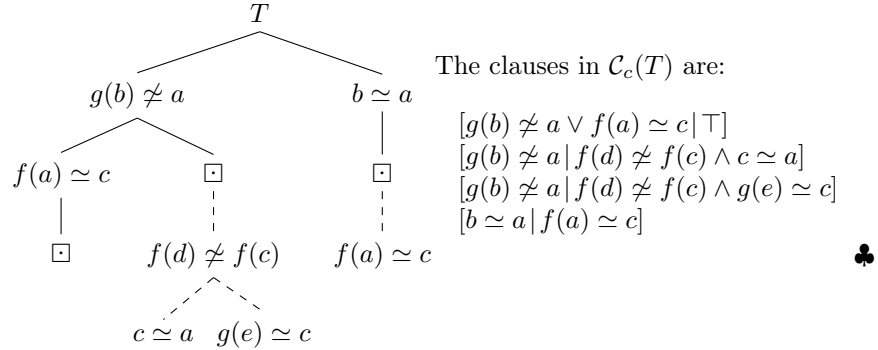 T
The clauses in 𝒞_c(T) are:
g(b) ≄ a b ≃ a
[g(b) ≄ a ∨ f(a) ≃ c | ⊤]
[g(b) ≄ a | f(d) ≄ f(c) ∧ c ≃ a]
f(a) ≃ c ⊡ ⊡
[g(b) ≄ a | f(d) ≄ f(c) ∧ g(e) ≃ c]
[b ≃ a | f(a) ≃ c]
⊡ f(d) ≄ f(c) f(a) ≃ c ♣
c ≃ a g(e) ≃ c